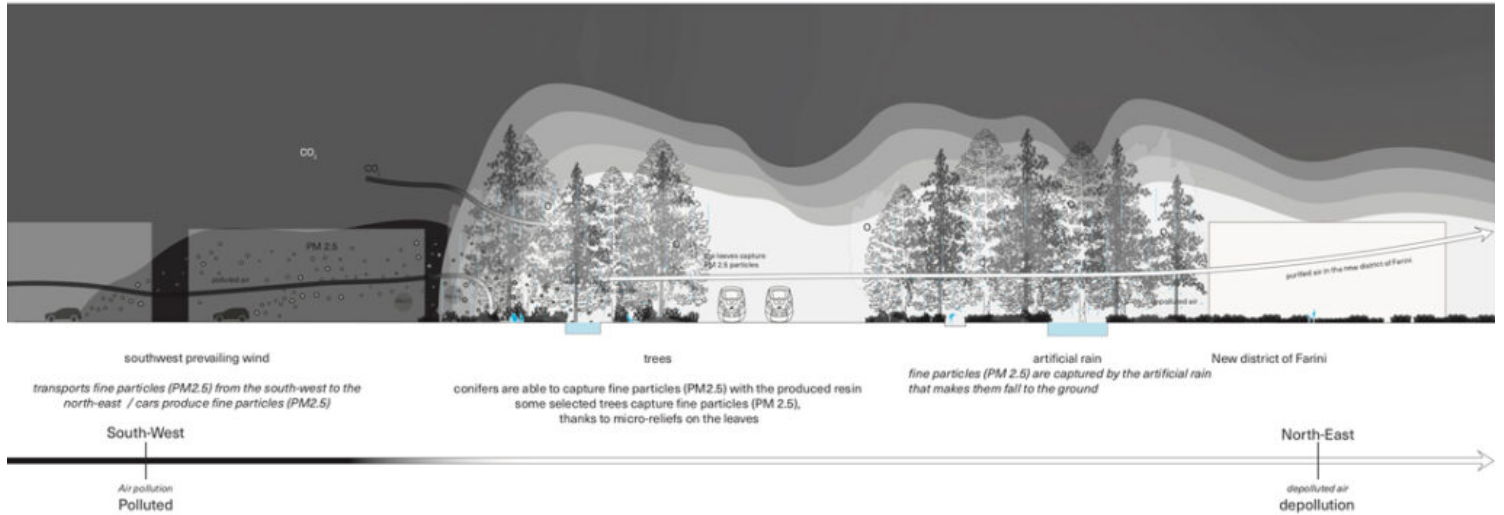 CO₂
CO₂
PM 2.5
polluted air
the leaves capture
PM 2.5 particles
depolluted air
purified air in the new district of Farini
southwest prevailing wind
transports fine particles (PM2.5) from the south-west to the
north-east / cars produce fine particles (PM2.5)
trees
conifers are able to capture fine particles (PM2.5) with the produced resin
some selected trees capture fine particles (PM 2.5),
thanks to micro-reliefs on the leaves
artificial rain
fine particles (PM 2.5) are captured by the artificial rain
that makes them fall to the ground
New district of Farini
South-West
North-East
Air pollution
Polluted
depolluted air
depollution